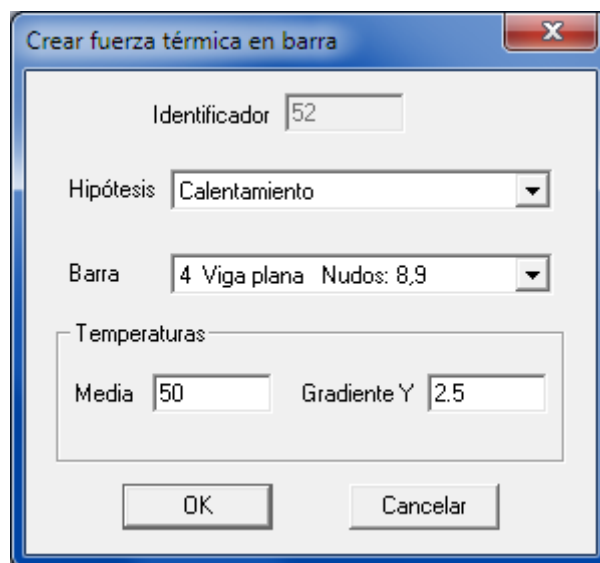 Crear fuerza térmica en barra
Identificador 52
Hipótesis Calentamiento
Barra 4 Viga plana Nudos: 8,9
Temperaturas
Media 50 Gradiente Y 2.5
OK Cancelar